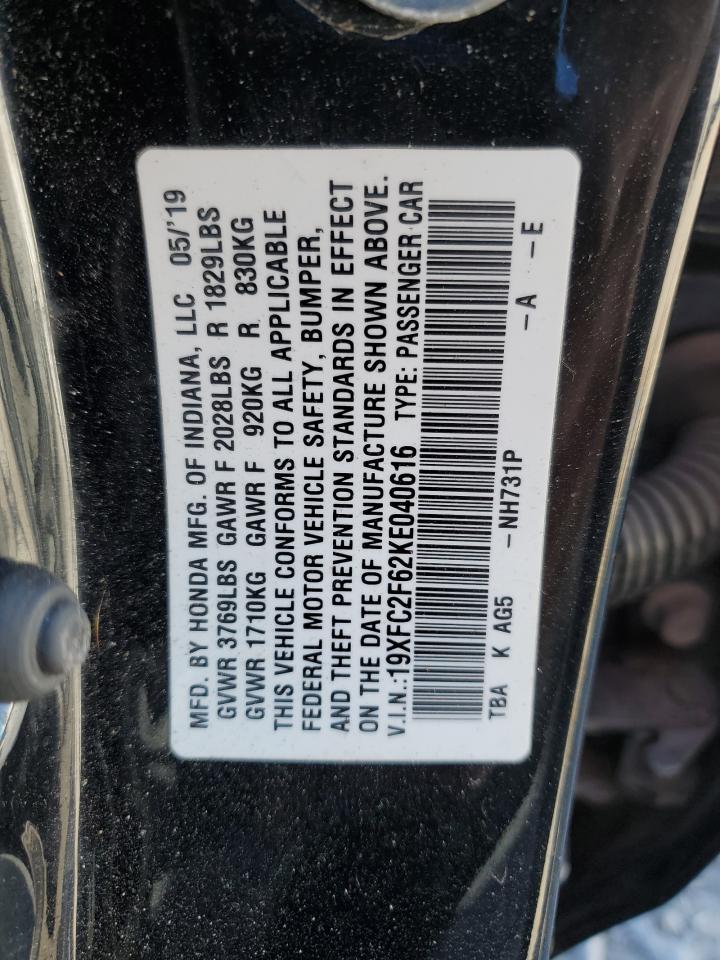 MFD. BY HONDA MFG. OF INDIANA, LLC 05/'19
GVWR 3769LBS GAWR F 2028LBS R 1829LBS
GVWR 1710KG GAWR F 920KG R 830KG
THIS VEHICLE CONFORMS TO ALL APPLICABLE
FEDERAL MOTOR VEHICLE SAFETY, BUMPER,
AND THEFT PREVENTION STANDARDS IN EFFECT
ON THE DATE OF MANUFACTURE SHOWN ABOVE.
V.I.N.:19XFC2F62KE040616 TYPE: PASSENGER CAR
TBA K AG5 -NH731P -A -E